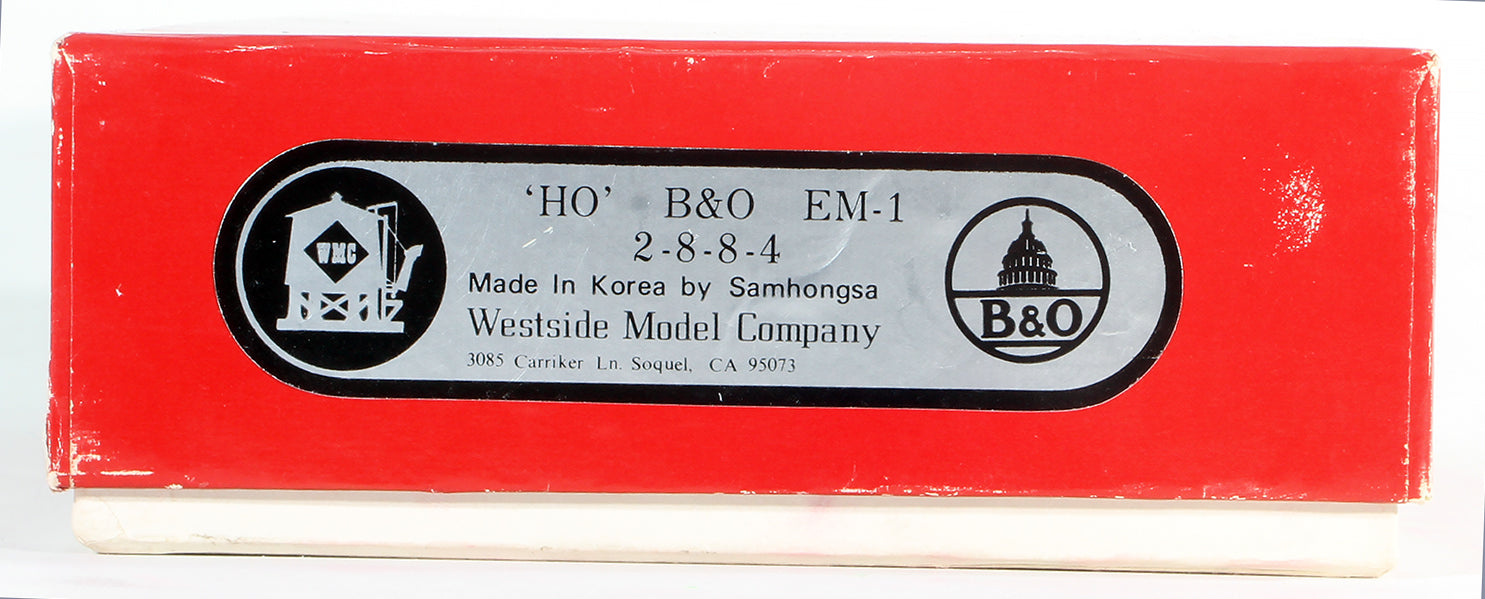 WMC
'HO' B&O EM-1
2-8-8-4
Made In Korea by Samhongsa
Westside Model Company
3085 Carriker Ln. Soquel, CA 95073
B&O